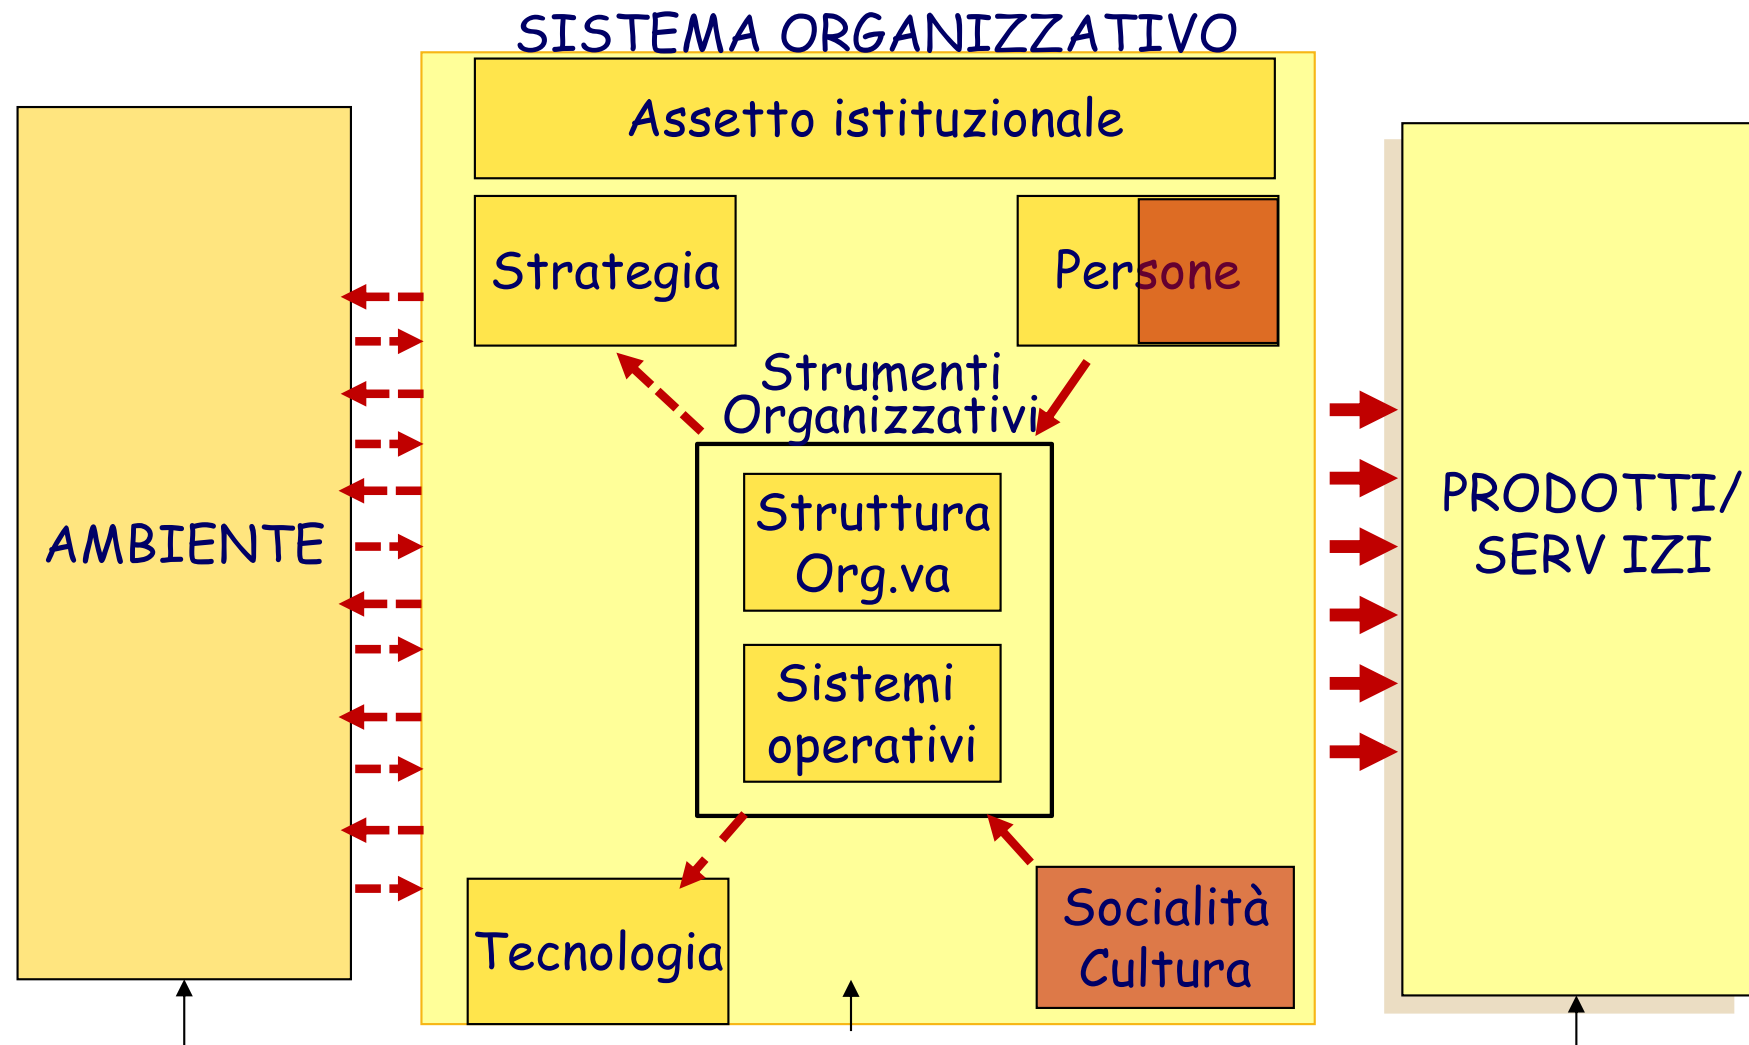 SISTEMA ORGANIZZATIVO
Assetto istituzionale
Strategia
Persone
Strumenti
Organizzativi
AMBIENTE
Struttura
Org.va
Sistemi
operativi
Tecnologia
Socialità
Cultura
PRODOTTI/
SERV IZI